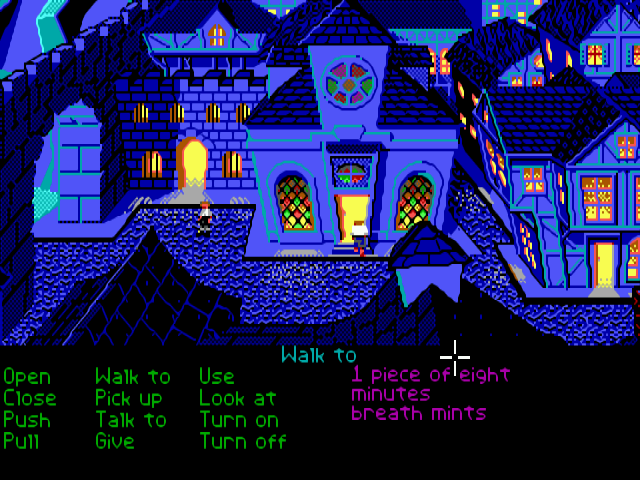 Walk to
Open Walk to Use 1 piece of eight
Close Pick up Look at minutes
Push Talk to Turn on breath mints
Pull Give Turn off